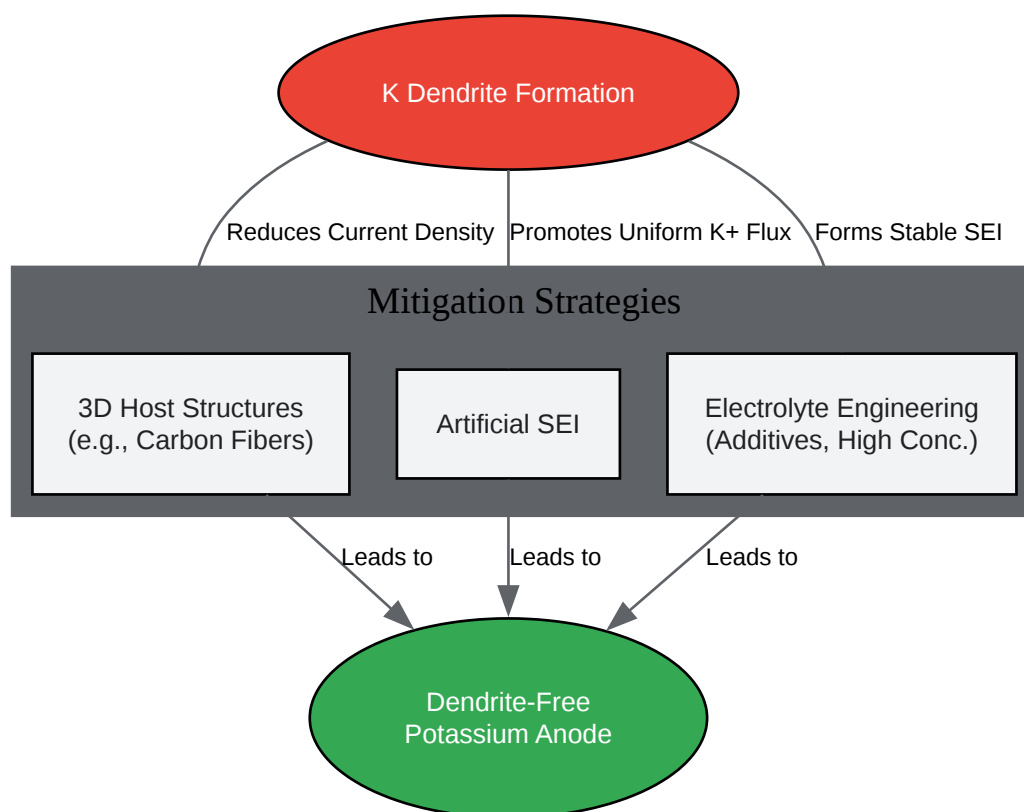 K Dendrite Formation
Reduces Current Density
Promotes Uniform K+ Flux
Forms Stable SEI
Mitigation Strategies
3D Host Structures
(e.g., Carbon Fibers)
Artificial SEI
Electrolyte Engineering
(Additives, High Conc.)
Leads to
Leads to
Leads to
Dendrite-Free
Potassium Anode